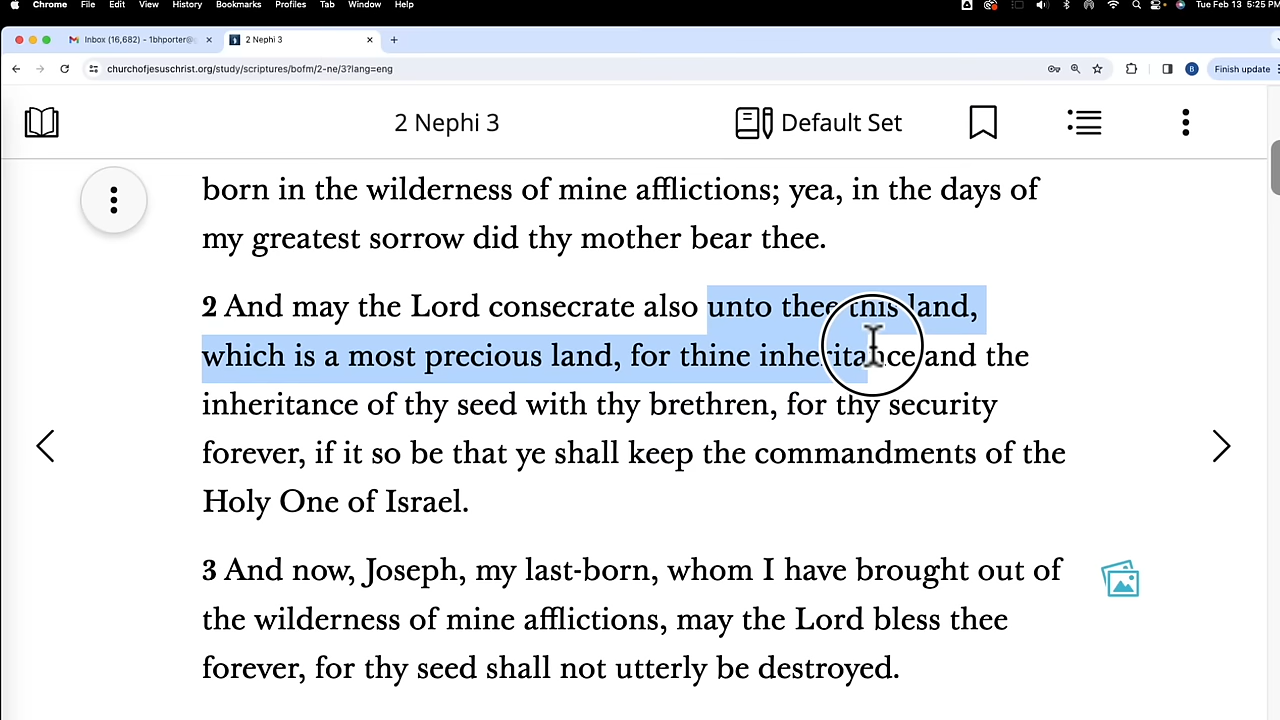 Chrome File Edit View History Bookmarks Profiles Tab Window Help Tue Feb 13 5:25 PM
Inbox (16,682) - 1bhporter@ 2 Nephi 3
churchofjesuschrist.org/study/scriptures/bofm/2-ne/3?lang=eng B Finish update
2 Nephi 3 Default Set
born in the wilderness of mine afflictions; yea, in the days of
my greatest sorrow did thy mother bear thee.
2 And may the Lord consecrate also unto thee this land,
which is a most precious land, for thine inheritance and the
inheritance of thy seed with thy brethren, for thy security
forever, if it so be that ye shall keep the commandments of the
Holy One of Israel.
3 And now, Joseph, my last-born, whom I have brought out of
the wilderness of mine afflictions, may the Lord bless thee
forever, for thy seed shall not utterly be destroyed.